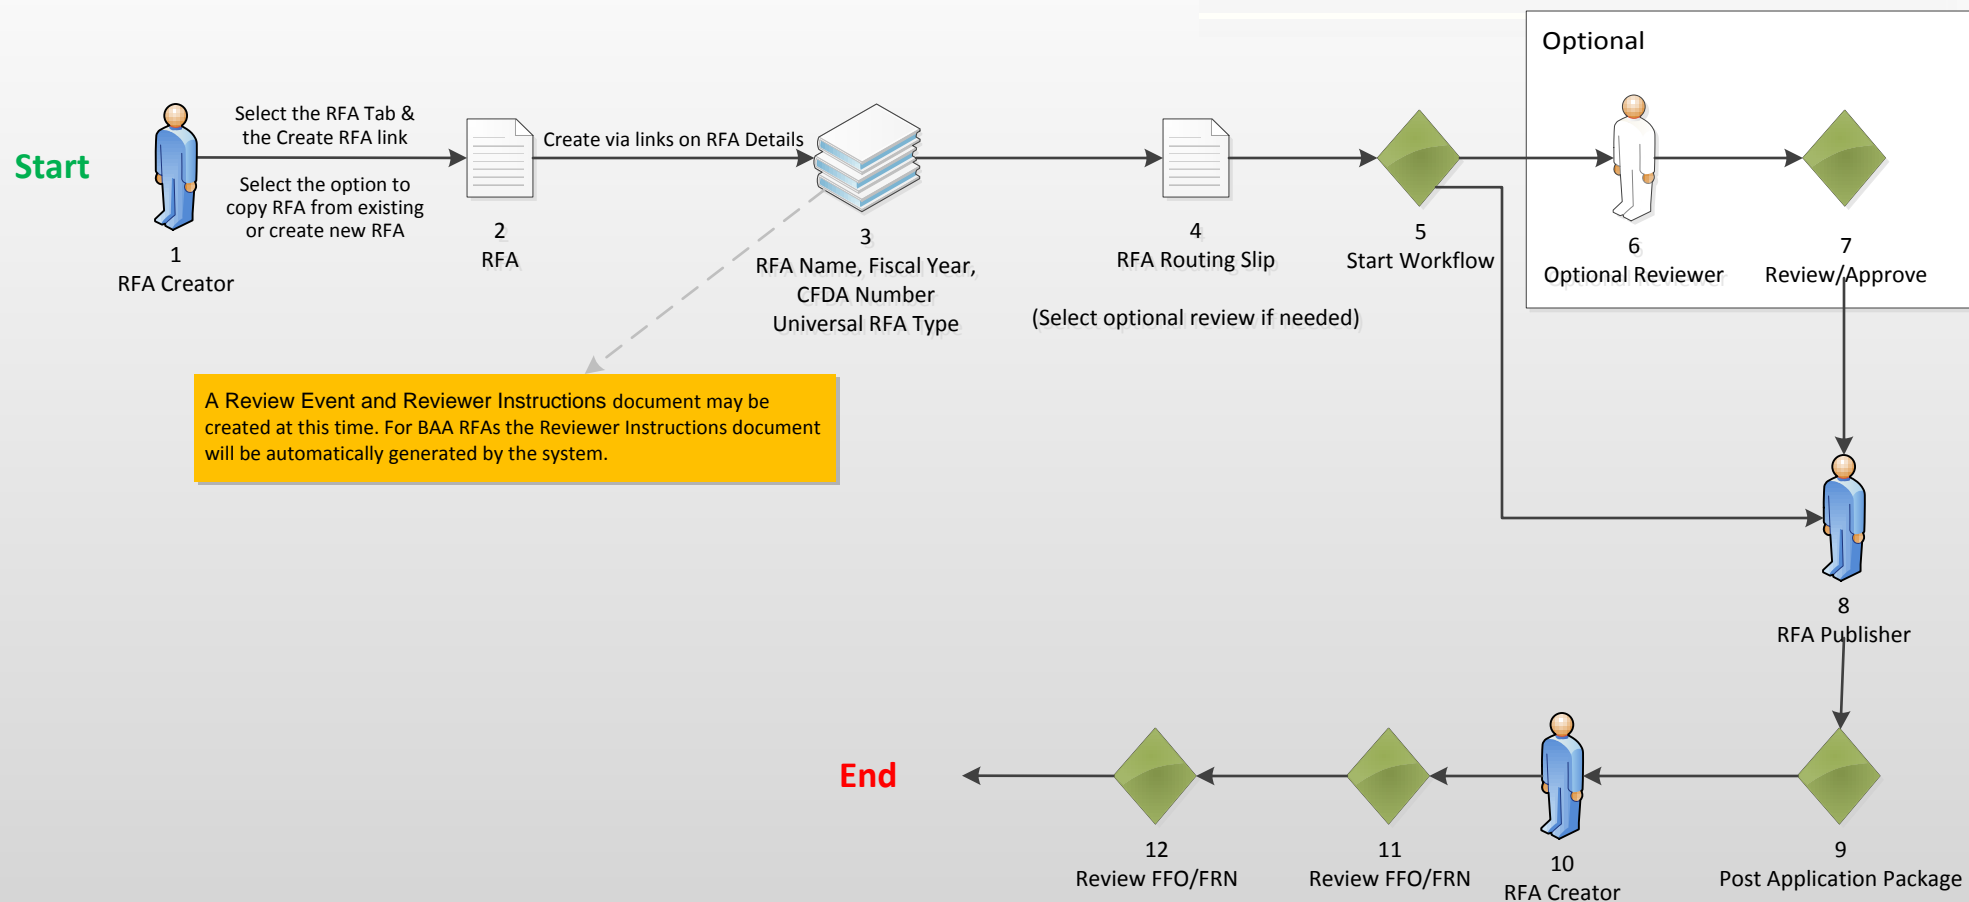 Optional
Start
Select the RFA Tab &
the Create RFA link
Select the option to
copy RFA from existing
or create new RFA
1
RFA Creator
2
RFA
Create via links on RFA Details
3
RFA Name, Fiscal Year,
CFDA Number
Universal RFA Type
4
RFA Routing Slip
(Select optional review if needed)
5
Start Workflow
6
Optional Reviewer
7
Review/Approve
A Review Event and Reviewer Instructions document may be
created at this time. For BAA RFAs the Reviewer Instructions document
will be automatically generated by the system.
8
RFA Publisher
9
Post Application Package
10
RFA Creator
11
Review FFO/FRN
12
Review FFO/FRN
End